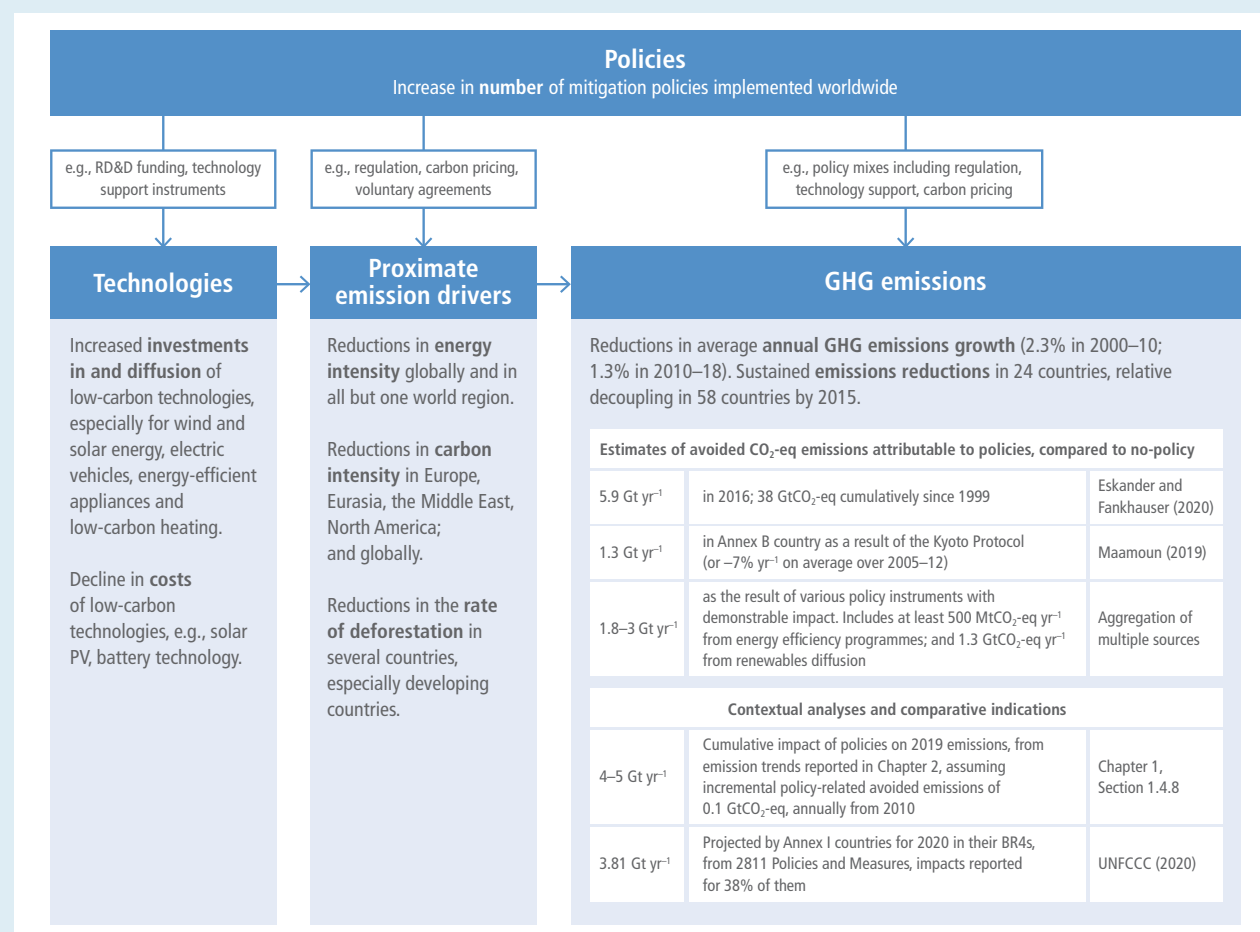 Policies
Increase in number of mitigation policies implemented worldwide
e.g., RD&D funding, technology
support instruments
e.g., regulation, carbon pricing,
voluntary agreements
e.g., policy mixes including regulation,
technology support, carbon pricing
Technologies
Increased investments
in and diffusion of
low-carbon technologies,
especially for wind and
solar energy, electric
vehicles, energy-efficient
appliances and
low-carbon heating.
Decline in costs
of low-carbon
technologies, e.g., solar
PV, battery technology.
Proximate
emission drivers
Reductions in energy
intensity globally and in
all but one world region.
Reductions in carbon
intensity in Europe,
Eurasia, the Middle East,
North America;
and globally.
Reductions in the rate
of deforestation in
several countries,
especially developing
countries.
GHG emissions
Reductions in average annual GHG emissions growth (2.3% in 2000–10;
1.3% in 2010–18). Sustained emissions reductions in 24 countries, relative
decoupling in 58 countries by 2015.
Estimates of avoided CO₂-eq emissions attributable to policies, compared to no-policy
5.9 Gt yr⁻¹
in 2016; 38 GtCO₂-eq cumulatively since 1999
Eskander and
Fankhauser (2020)
1.3 Gt yr⁻¹
in Annex B country as a result of the Kyoto Protocol
(or –7% yr⁻¹ on average over 2005–12)
Maamoun (2019)
1.8–3 Gt yr⁻¹
as the result of various policy instruments with
demonstrable impact. Includes at least 500 MtCO₂-eq yr⁻¹
from energy efficiency programmes; and 1.3 GtCO₂-eq yr⁻¹
from renewables diffusion
Aggregation of
multiple sources
Contextual analyses and comparative indications
4–5 Gt yr⁻¹
Cumulative impact of policies on 2019 emissions, from
emission trends reported in Chapter 2, assuming
incremental policy-related avoided emissions of
0.1 GtCO₂-eq, annually from 2010
Chapter 1,
Section 1.4.8
3.81 Gt yr⁻¹
Projected by Annex I countries for 2020 in their BR4s,
from 2811 Policies and Measures, impacts reported
for 38% of them
UNFCCC (2020)